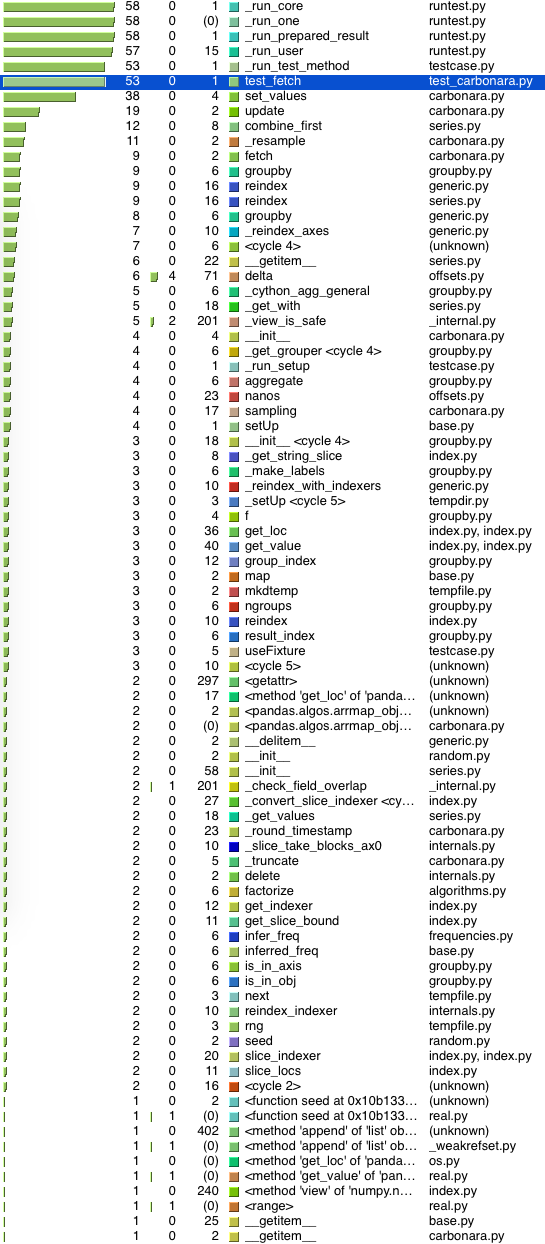 58 0 1 _run_core runtest.py
58 0 (0) _run_one runtest.py
58 0 1 _run_prepared_result runtest.py
57 0 15 _run_user runtest.py
53 0 1 _run_test_method testcase.py
53 0 1 test_fetch test_carbonara.py
38 0 4 set_values carbonara.py
19 0 2 update carbonara.py
12 0 8 combine_first series.py
11 0 2 _resample carbonara.py
9 0 2 fetch carbonara.py
9 0 6 groupby groupby.py
9 0 16 reindex generic.py
9 0 16 reindex series.py
8 0 6 groupby generic.py
7 0 10 _reindex_axes generic.py
7 0 6 <cycle 4> (unknown)
6 0 22 __getitem__ series.py
6 4 71 delta offsets.py
5 0 6 _cython_agg_general groupby.py
5 0 18 _get_with series.py
5 2 201 _view_is_safe _internal.py
4 0 4 __init__ carbonara.py
4 0 6 _get_grouper <cycle 4> groupby.py
4 0 1 _run_setup testcase.py
4 0 6 aggregate groupby.py
4 0 23 nanos offsets.py
4 0 17 sampling carbonara.py
4 0 1 setUp base.py
3 0 18 __init__ <cycle 4> groupby.py
3 0 8 _get_string_slice index.py
3 0 6 _make_labels groupby.py
3 0 10 _reindex_with_indexers generic.py
3 0 3 _setUp <cycle 5> tempdir.py
3 0 4 f groupby.py
3 0 36 get_loc index.py, index.py
3 0 40 get_value index.py, index.py
3 0 12 group_index groupby.py
3 0 2 map base.py
3 0 2 mkdtemp tempfile.py
3 0 6 ngroups groupby.py
3 0 10 reindex index.py
3 0 6 result_index groupby.py
3 0 5 useFixture testcase.py
3 0 10 <cycle 5> (unknown)
2 0 297 <getattr> (unknown)
2 0 17 <method 'get_loc' of 'panda... (unknown)
2 0 2 <pandas.algos.arrmap_obj... (unknown)
2 0 (0) <pandas.algos.arrmap_obj... carbonara.py
2 0 2 __delitem__ generic.py
2 0 2 __init__ random.py
2 0 58 __init__ series.py
2 1 201 _check_field_overlap _internal.py
2 0 27 _convert_slice_indexer <cy... index.py
2 0 18 _get_values series.py
2 0 23 _round_timestamp carbonara.py
2 0 10 _slice_take_blocks_ax0 internals.py
2 0 5 _truncate carbonara.py
2 0 2 delete internals.py
2 0 6 factorize algorithms.py
2 0 12 get_indexer index.py
2 0 11 get_slice_bound index.py
2 0 6 infer_freq frequencies.py
2 0 6 inferred_freq base.py
2 0 6 is_in_axis groupby.py
2 0 6 is_in_obj groupby.py
2 0 3 next tempfile.py
2 0 10 reindex_indexer internals.py
2 0 3 rng tempfile.py
2 0 2 seed random.py
2 0 20 slice_indexer index.py, index.py
2 0 11 slice_locs index.py
2 0 16 <cycle 2> (unknown)
1 0 2 <function seed at 0x10b133... (unknown)
1 1 (0) <function seed at 0x10b133... real.py
1 0 402 <method 'append' of 'list' ob... (unknown)
1 1 (0) <method 'append' of 'list' ob... _weakrefset.py
1 0 (0) <method 'get_loc' of 'panda... os.py
1 1 (0) <method 'get_value' of 'pan... real.py
1 0 240 <method 'view' of 'numpy.n... index.py
1 1 (0) <range> real.py
1 0 25 __getitem__ base.py
1 0 2 __getitem__ carbonara.py